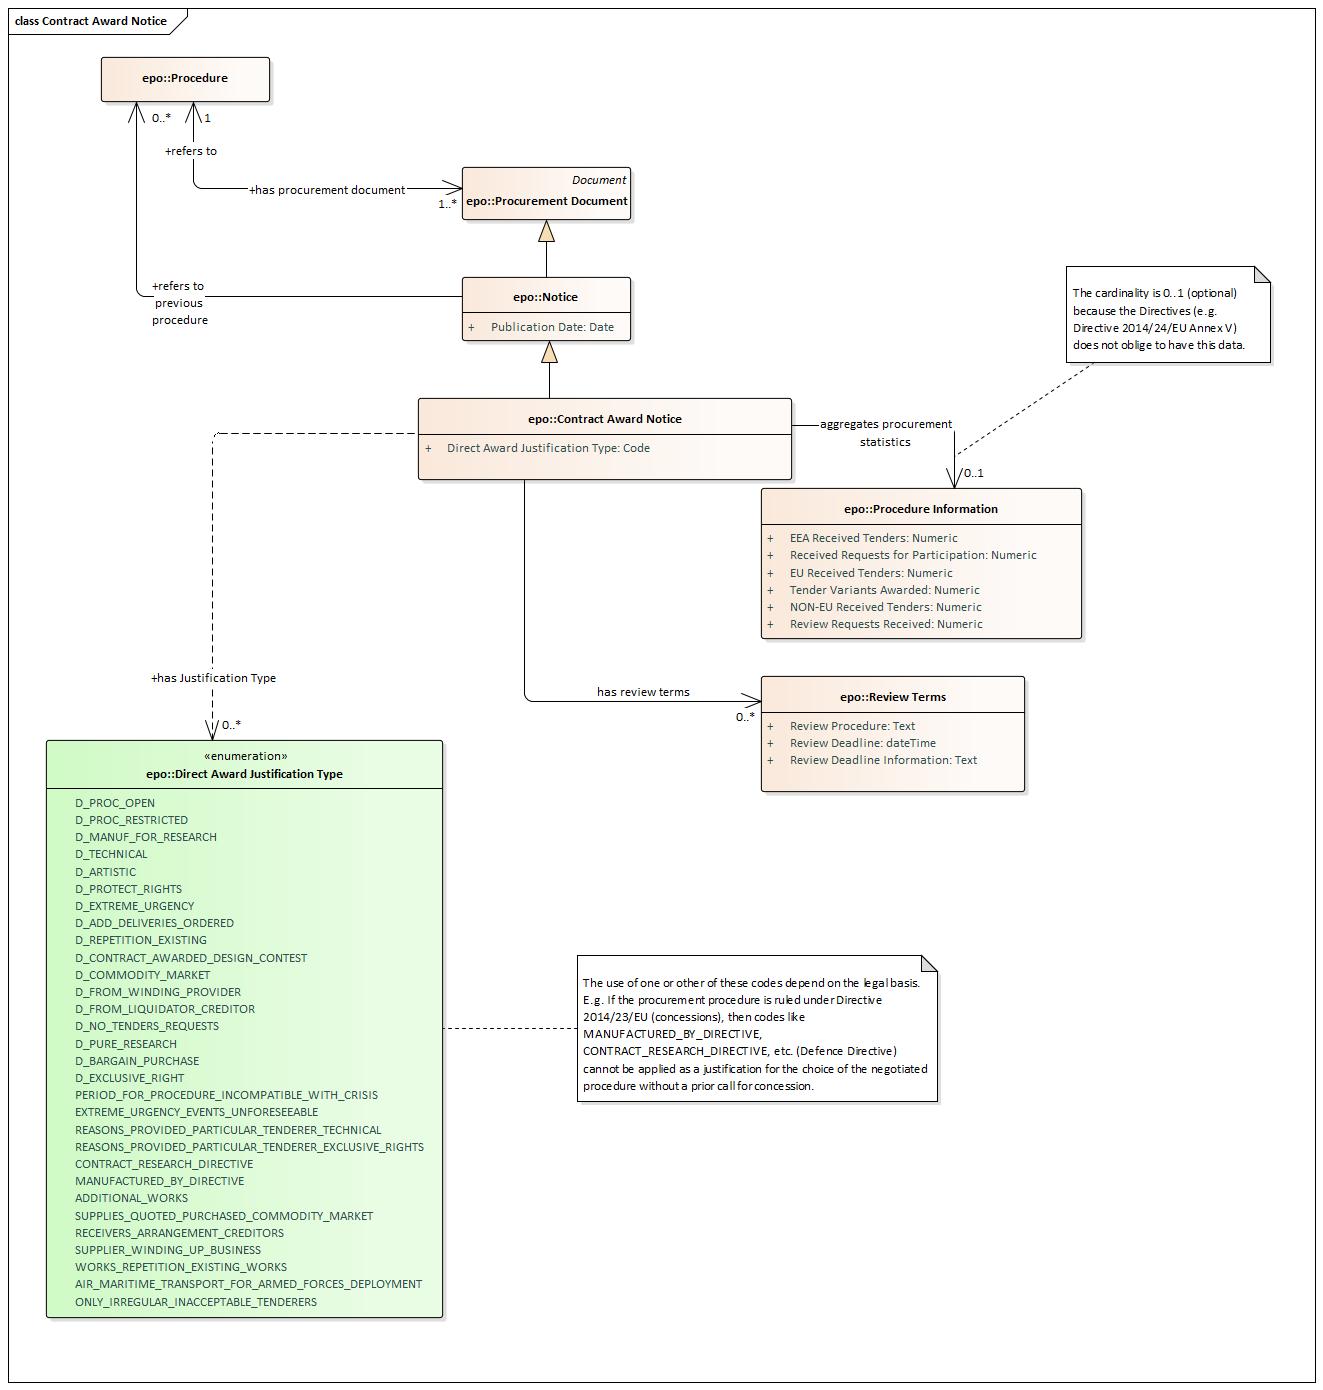 class Contract Award Notice
epo::Procedure
0..*
1
+refers to
+has procurement document
1..*
Document
epo::Procurement Document
+refers to
previous
procedure
epo::Notice
+ Publication Date: Date
The cardinality is 0..1 (optional)
because the Directives (e.g.
Directive 2014/24/EU Annex V)
does not oblige to have this data.
epo::Contract Award Notice
+ Direct Award Justification Type: Code
aggregates procurement
statistics
0..1
epo::Procedure Information
+ EEA Received Tenders: Numeric
+ Received Requests for Participation: Numeric
+ EU Received Tenders: Numeric
+ Tender Variants Awarded: Numeric
+ NON-EU Received Tenders: Numeric
+ Review Requests Received: Numeric
+has Justification Type
0..*
has review terms
0..*
epo::Review Terms
+ Review Procedure: Text
+ Review Deadline: dateTime
+ Review Deadline Information: Text
«enumeration»
epo::Direct Award Justification Type
D_PROC_OPEN
D_PROC_RESTRICTED
D_MANUF_FOR_RESEARCH
D_TECHNICAL
D_ARTISTIC
D_PROTECT_RIGHTS
D_EXTREME_URGENCY
D_ADD_DELIVERIES_ORDERED
D_REPETITION_EXISTING
D_CONTRACT_AWARDED_DESIGN_CONTEST
D_COMMODITY_MARKET
D_FROM_WINDING_PROVIDER
D_FROM_LIQUIDATOR_CREDITOR
D_NO_TENDERS_REQUESTS
D_PURE_RESEARCH
D_BARGAIN_PURCHASE
D_EXCLUSIVE_RIGHT
PERIOD_FOR_PROCEDURE_INCOMPATIBLE_WITH_CRISIS
EXTREME_URGENCY_EVENTS_UNFORESEEABLE
REASONS_PROVIDED_PARTICULAR_TENDERER_TECHNICAL
REASONS_PROVIDED_PARTICULAR_TENDERER_EXCLUSIVE_RIGHTS
CONTRACT_RESEARCH_DIRECTIVE
MANUFACTURED_BY_DIRECTIVE
ADDITIONAL_WORKS
SUPPLIES_QUOTED_PURCHASED_COMMODITY_MARKET
RECEIVERS_ARRANGEMENT_CREDITORS
SUPPLIER_WINDING_UP_BUSINESS
WORKS_REPETITION_EXISTING_WORKS
AIR_MARITIME_TRANSPORT_FOR_ARMED_FORCES_DEPLOYMENT
ONLY_IRREGULAR_INACCEPTABLE_TENDERERS
The use of one or other of these codes depend on the legal basis.
E.g. If the procurement procedure is ruled under Directive
2014/23/EU (concessions), then codes like
MANUFACTURED_BY_DIRECTIVE,
CONTRACT_RESEARCH_DIRECTIVE, etc. (Defence Directive)
cannot be applied as a justification for the choice of the negotiated
procedure without a prior call for concession.